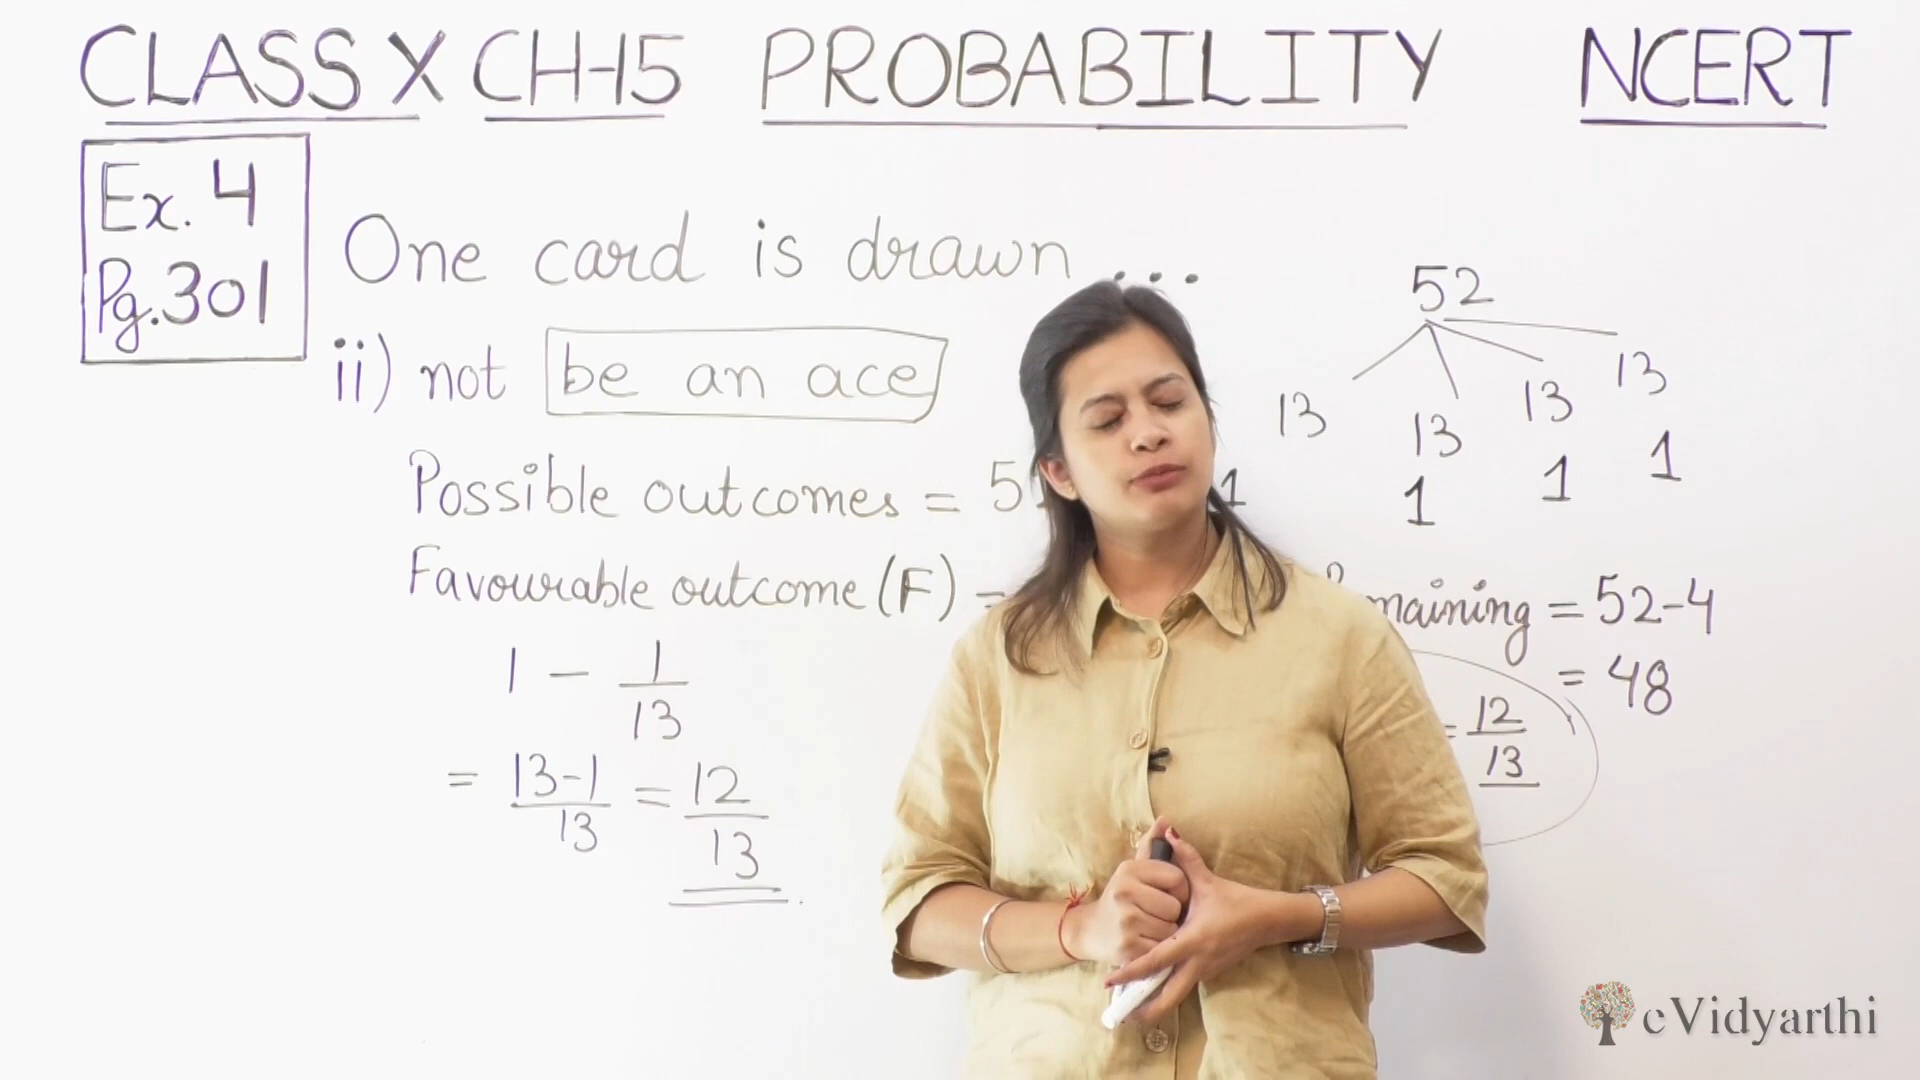 CLASS X CH-15 PROBABILITY NCERT
Ex. 4
Pg. 301
One card is drawn ...
ii) not be an ace
Possible outcomes = 5
Favourable outcome (F) =
1 - 1/13
= 13-1/13 = 12/13
52
13 13 13 13
1 1 1 1
maining = 52-4
= 48
= 12/13
eVidyarthi